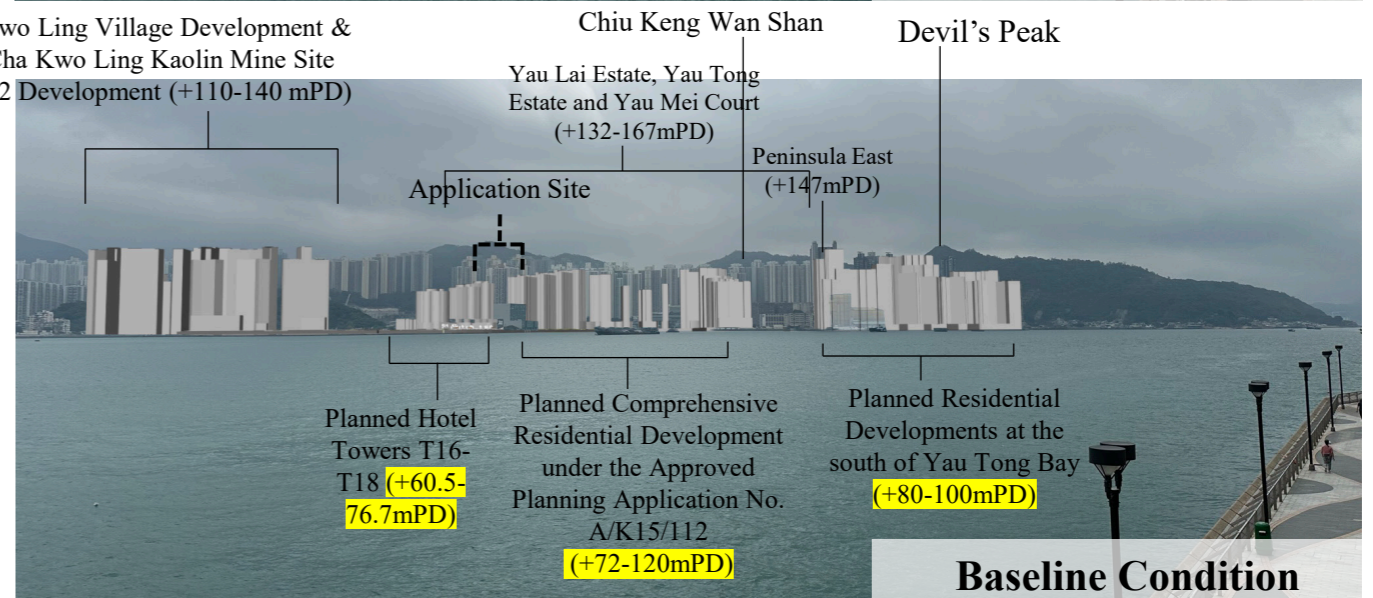 wo Ling Village Development &
Cha Kwo Ling Kaolin Mine Site
2 Development (+110-140 mPD)
Chiu Keng Wan Shan
Devil’s Peak
Yau Lai Estate, Yau Tong
Estate and Yau Mei Court
(+132-167mPD)
Peninsula East
(+147mPD)
Application Site
Planned Hotel
Towers T16-
T18 (+60.5-
76.7mPD)
Planned Comprehensive
Residential Development
under the Approved
Planning Application No.
A/K15/112
(+72-120mPD)
Planned Residential
Developments at the
south of Yau Tong Bay
(+80-100mPD)
Baseline Condition